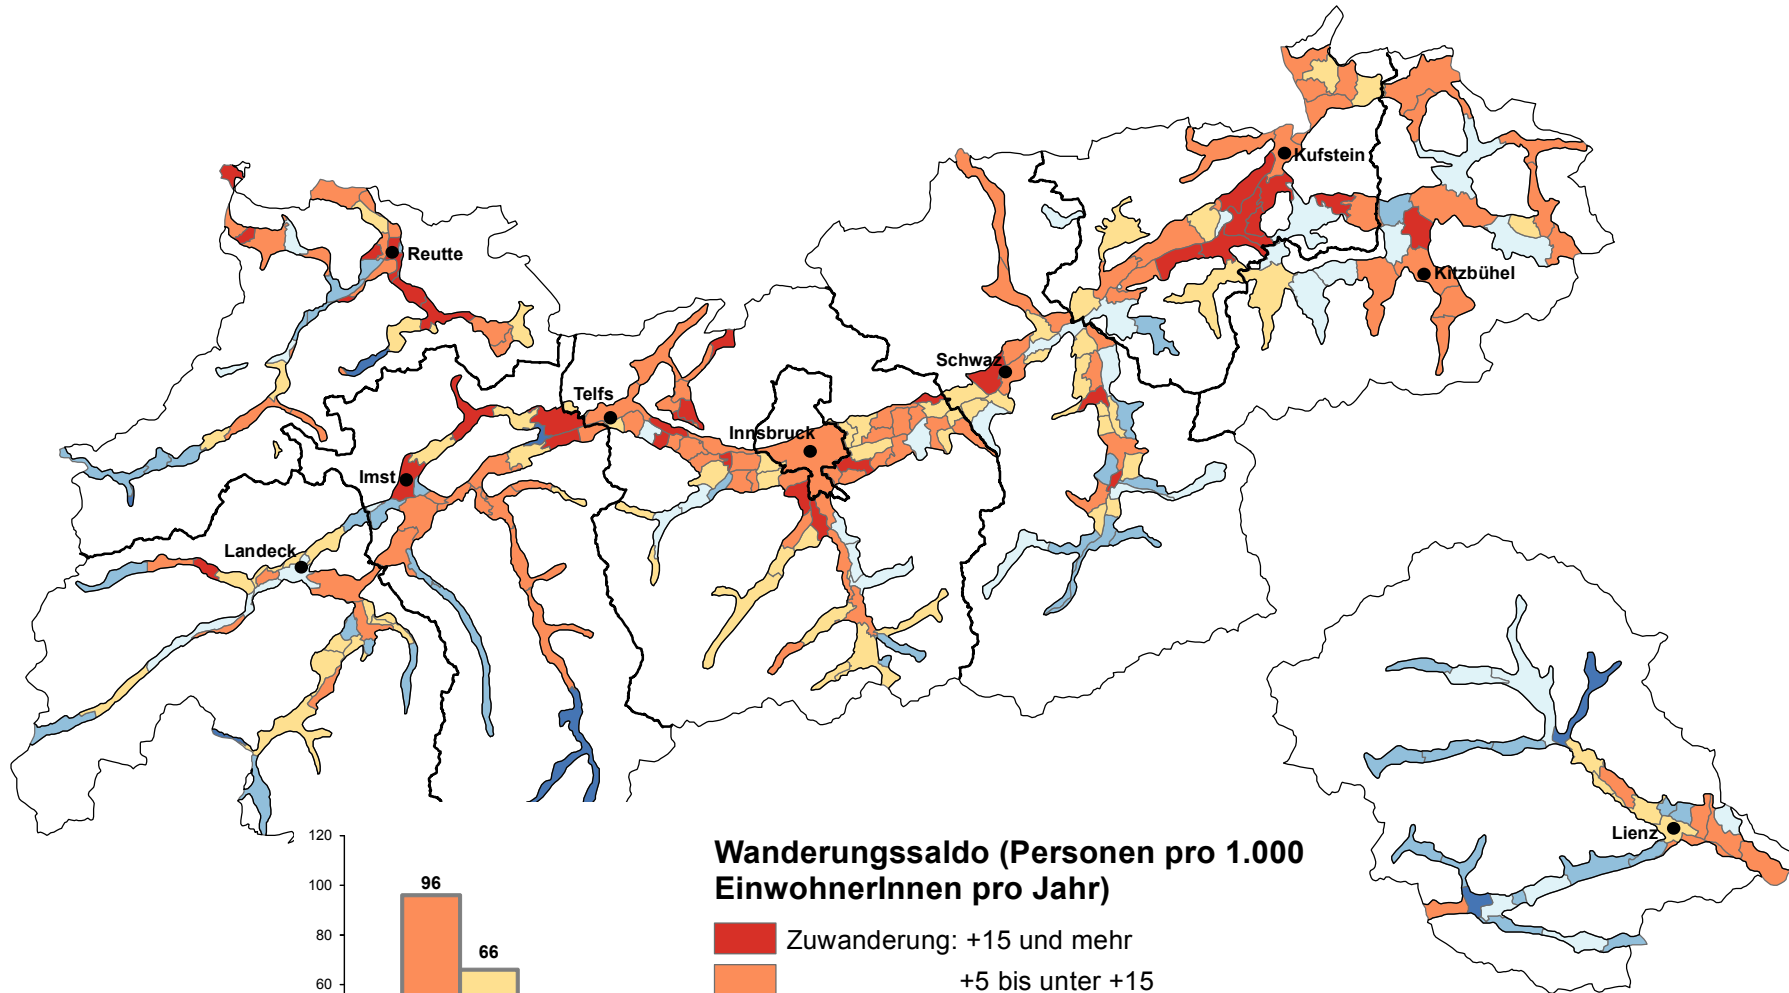 Kufstein
Reutte
Kitzbühel
Schwaz
Telfs
Innsbruck
Imst
Landeck
Lienz
120
100
80
60
96
66
Wanderungssaldo (Personen pro 1.000
EinwohnerInnen pro Jahr)
Zuwanderung: +15 und mehr
+5 bis unter +15